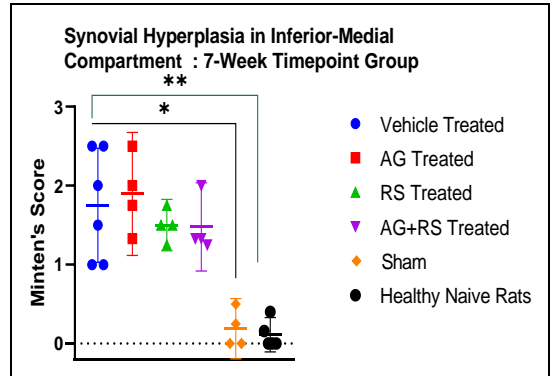 Synovial Hyperplasia in Inferior-Medial
Compartment : 7-Week Timepoint Group
**
*
3
2
1
0
Minten's Score
Vehicle Treated
AG Treated
RS Treated
AG+RS Treated
Sham
Healthy Naive Rats